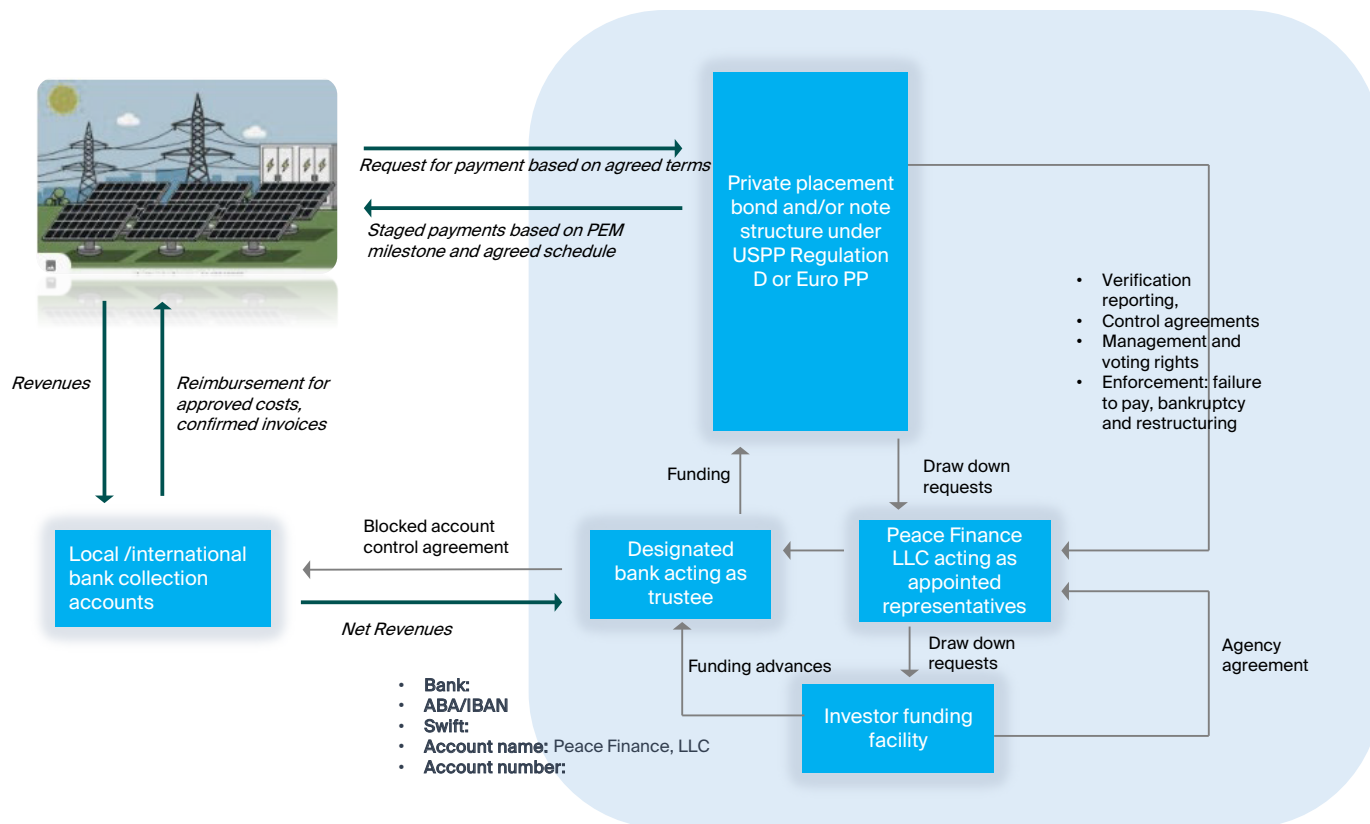 Request for payment based on agreed terms
Staged payments based on PEM
milestone and agreed schedule
Private placement
bond and/or note
structure under
USPP Regulation
D or Euro PP
• Verification
reporting,
• Control agreements
• Management and
voting rights
• Enforcement: failure
to pay, bankruptcy
and restructuring
Revenues
Reimbursement for
approved costs,
confirmed invoices
Funding
Draw down
requests
Local /international
bank collection
accounts
Blocked account
control agreement
Net Revenues
Designated
bank acting as
trustee
Peace Finance
LLC acting as
appointed
representatives
Funding advances
Draw down
requests
Agency
agreement
Investor funding
facility
• Bank:
• ABA/IBAN
• Swift:
• Account name: Peace Finance, LLC
• Account number: